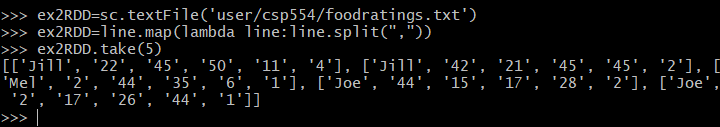 >>> ex2RDD=sc.textFile('user/csp554/foodratings.txt')
>>> ex2RDD=line.map(lambda line:line.split(","))
>>> ex2RDD.take(5)
[['Jill', '22', '45', '50', '11', '4'], ['Jill', '42', '21', '45', '45', '2'], [
'Mel', '2', '44', '35', '6', '1'], ['Joe', '44', '15', '17', '28', '2'], ['Joe',
 '2', '17', '26', '44', '1']]
>>>